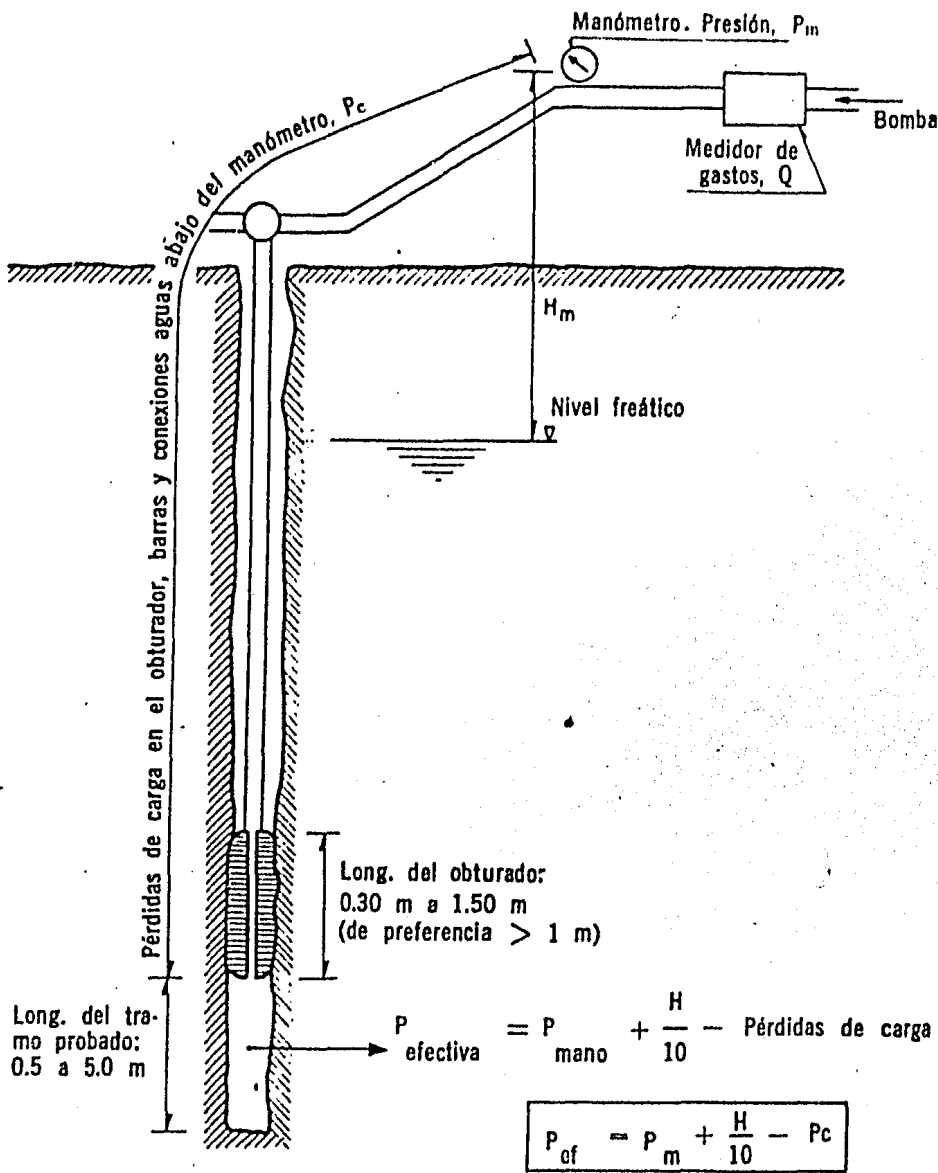 Manómetro. Presión, Pm
Bomba
Medidor de
gastos, Q
Pérdidas de carga en el obturador, barras y conexiones aguas abajo del manómetro, Pc
Hm
Nivel freático
Long. del obturado:
0.30 m a 1.50 m
(de preferencia > 1 m)
Long. del tra-
mo probado:
0.5 a 5.0 m
P efectiva = P mano + H/10 - Pérdidas de carga
Pef = Pm + H/10 - Pc